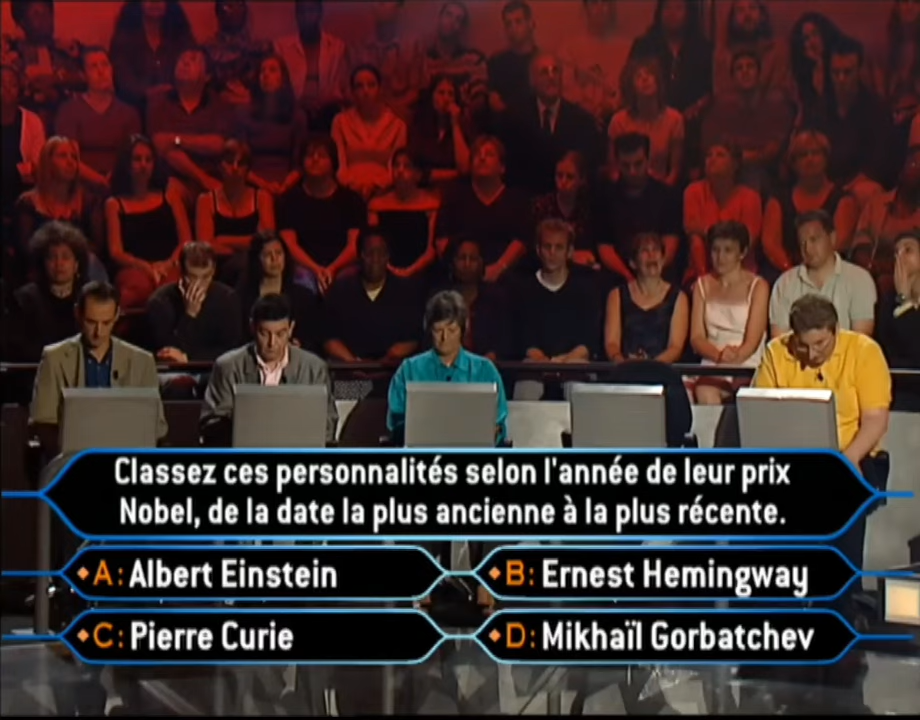 Classez ces personnalités selon l'année de leur prix
Nobel, de la date la plus ancienne à la plus récente.
A: Albert Einstein
B: Ernest Hemingway
C: Pierre Curie
D: Mikhaïl Gorbatchev